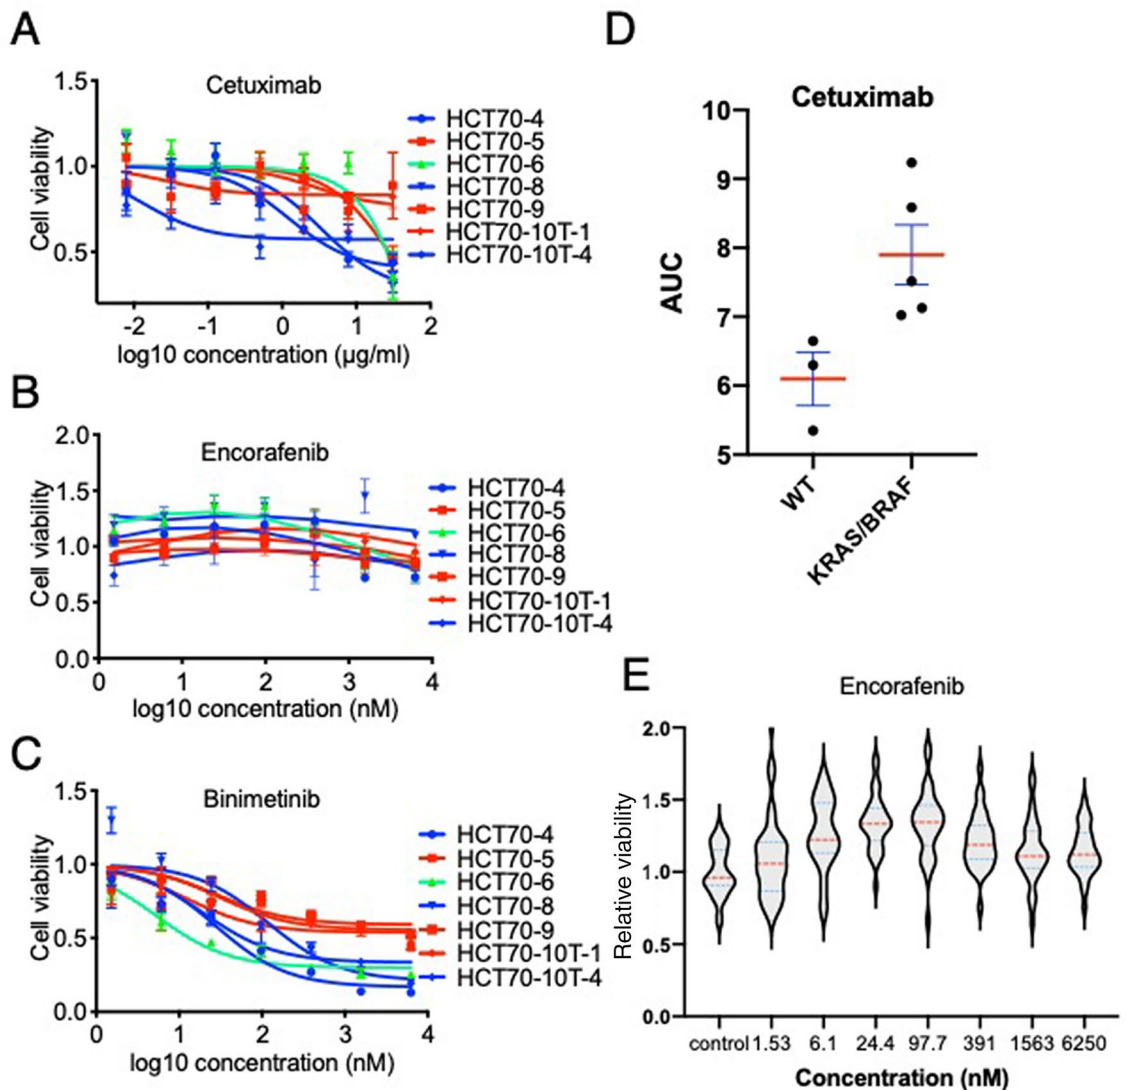 A
Cetuximab
1.5
1.0
0.5
Cell viability
-2 -1 0 1 2
log10 concentration (µg/ml)
HCT70-4
HCT70-5
HCT70-6
HCT70-8
HCT70-9
HCT70-10T-1
HCT70-10T-4
B
Encorafenib
2.0
1.5
1.0
0.5
0.0
Cell viability
0 1 2 3 4
log10 concentration (nM)
HCT70-4
HCT70-5
HCT70-6
HCT70-8
HCT70-9
HCT70-10T-1
HCT70-10T-4
C
Binimetinib
1.5
1.0
0.5
0.0
Cell viability
0 1 2 3 4
log10 concentration (nM)
HCT70-4
HCT70-5
HCT70-6
HCT70-8
HCT70-9
HCT70-10T-1
HCT70-10T-4
D
Cetuximab
10
9
8
7
6
5
AUC
WT
KRAS/BRAF
E
Encorafenib
2.0
1.5
1.0
0.5
0.0
Relative viability
control 1.53 6.1 24.4 97.7 391 1563 6250
Concentration (nM)